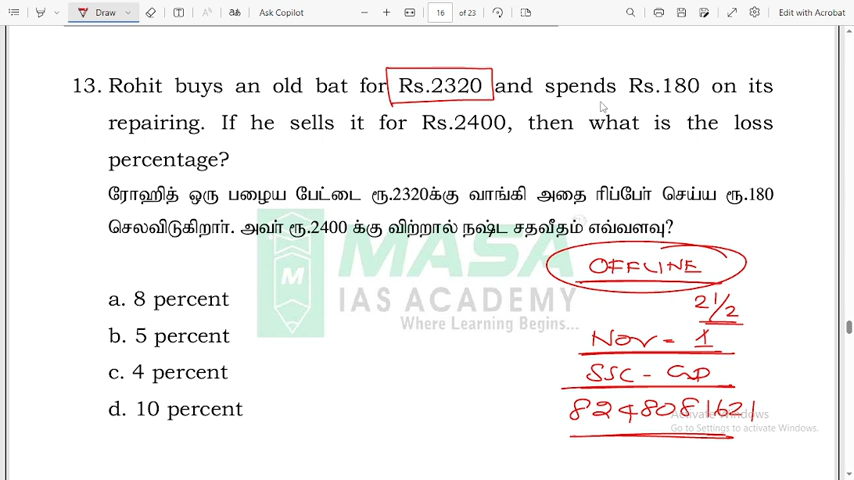 Draw
Ask Copilot
16
of 23
Edit with Acrobat
13. Rohit buys an old bat for Rs.2320 and spends Rs.180 on its
repairing. If he sells it for Rs.2400, then what is the loss
percentage?
ரோஹித் ஒரு பழைய பேட்டை ரூ.2320க்கு வாங்கி அதை ரிப்பேர் செய்ய ரூ.180
செலவிடுகிறார். அவர் ரூ.2400 க்கு விற்றால் நஷ்ட சதவீதம் எவ்வளவு?
MASA
IAS ACADEMY
Where Learning Begins...
a. 8 percent
b. 5 percent
c. 4 percent
d. 10 percent
OFFLINE
2 1/2
Nov - 1
SSC - GD
8248081621
Activate Windows
Go to Settings to activate Windows.